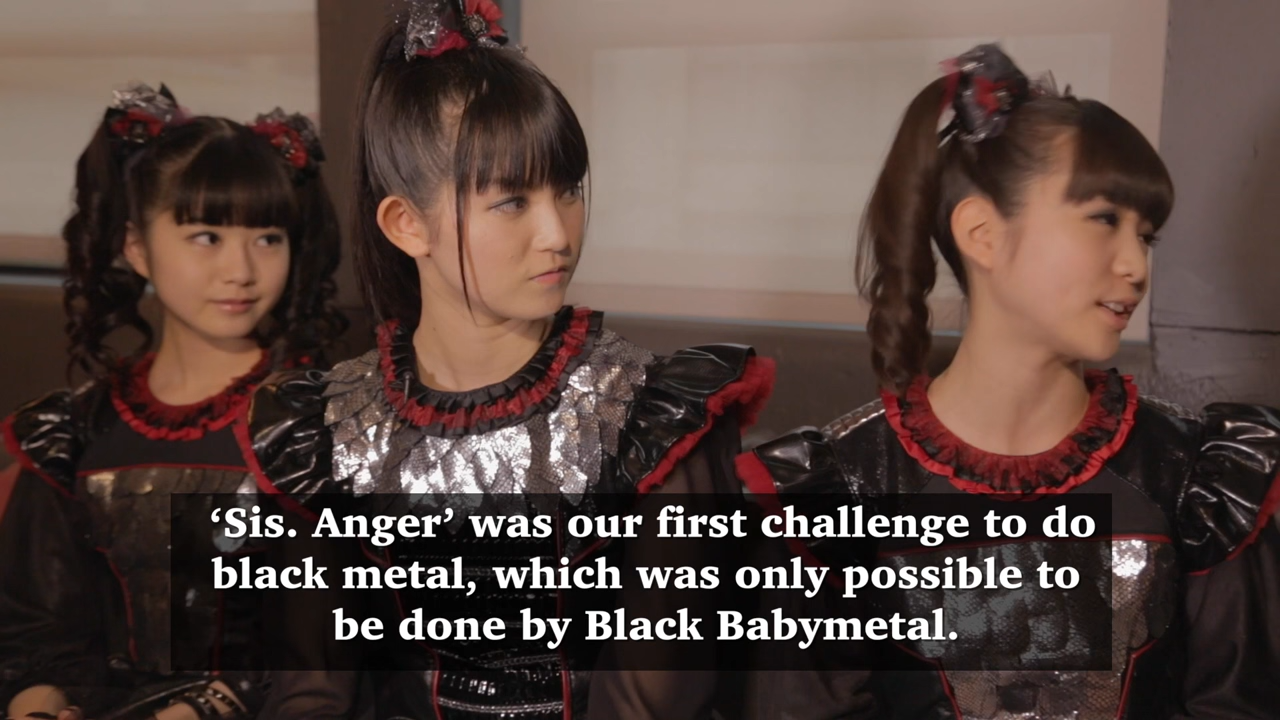 ‘Sis. Anger’ was our first challenge to do
black metal, which was only possible to
be done by Black Babymetal.